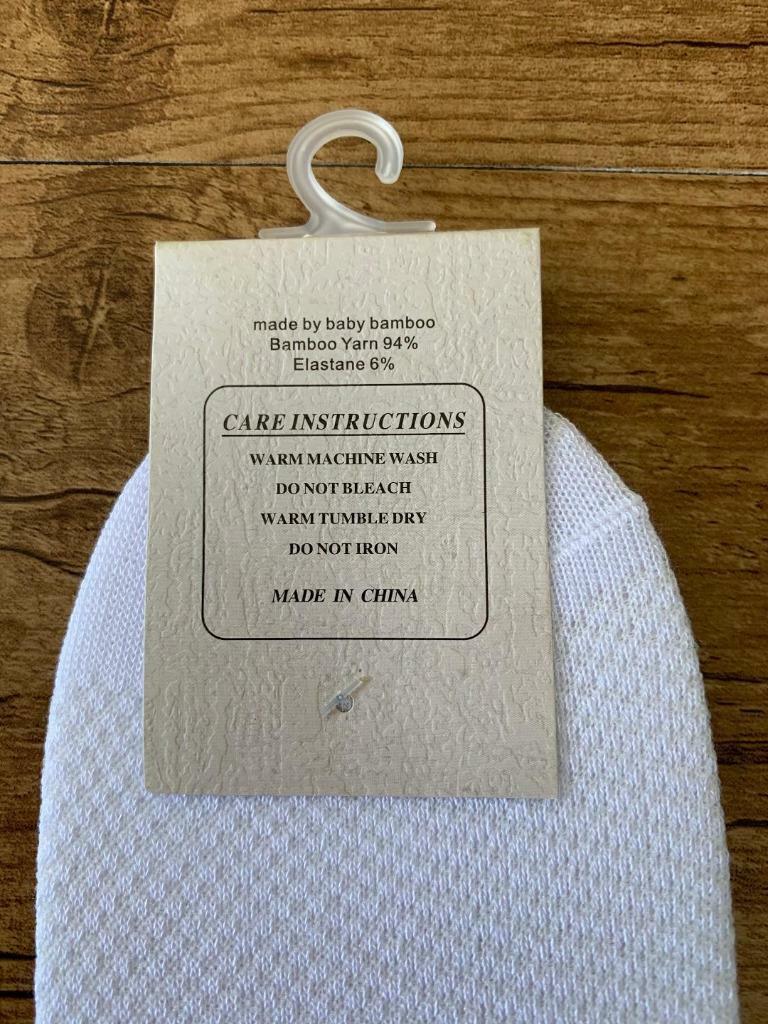 made by baby bamboo
Bamboo Yarn 94%
Elastane 6%
CARE INSTRUCTIONS
WARM MACHINE WASH
DO NOT BLEACH
WARM TUMBLE DRY
DO NOT IRON
MADE IN CHINA